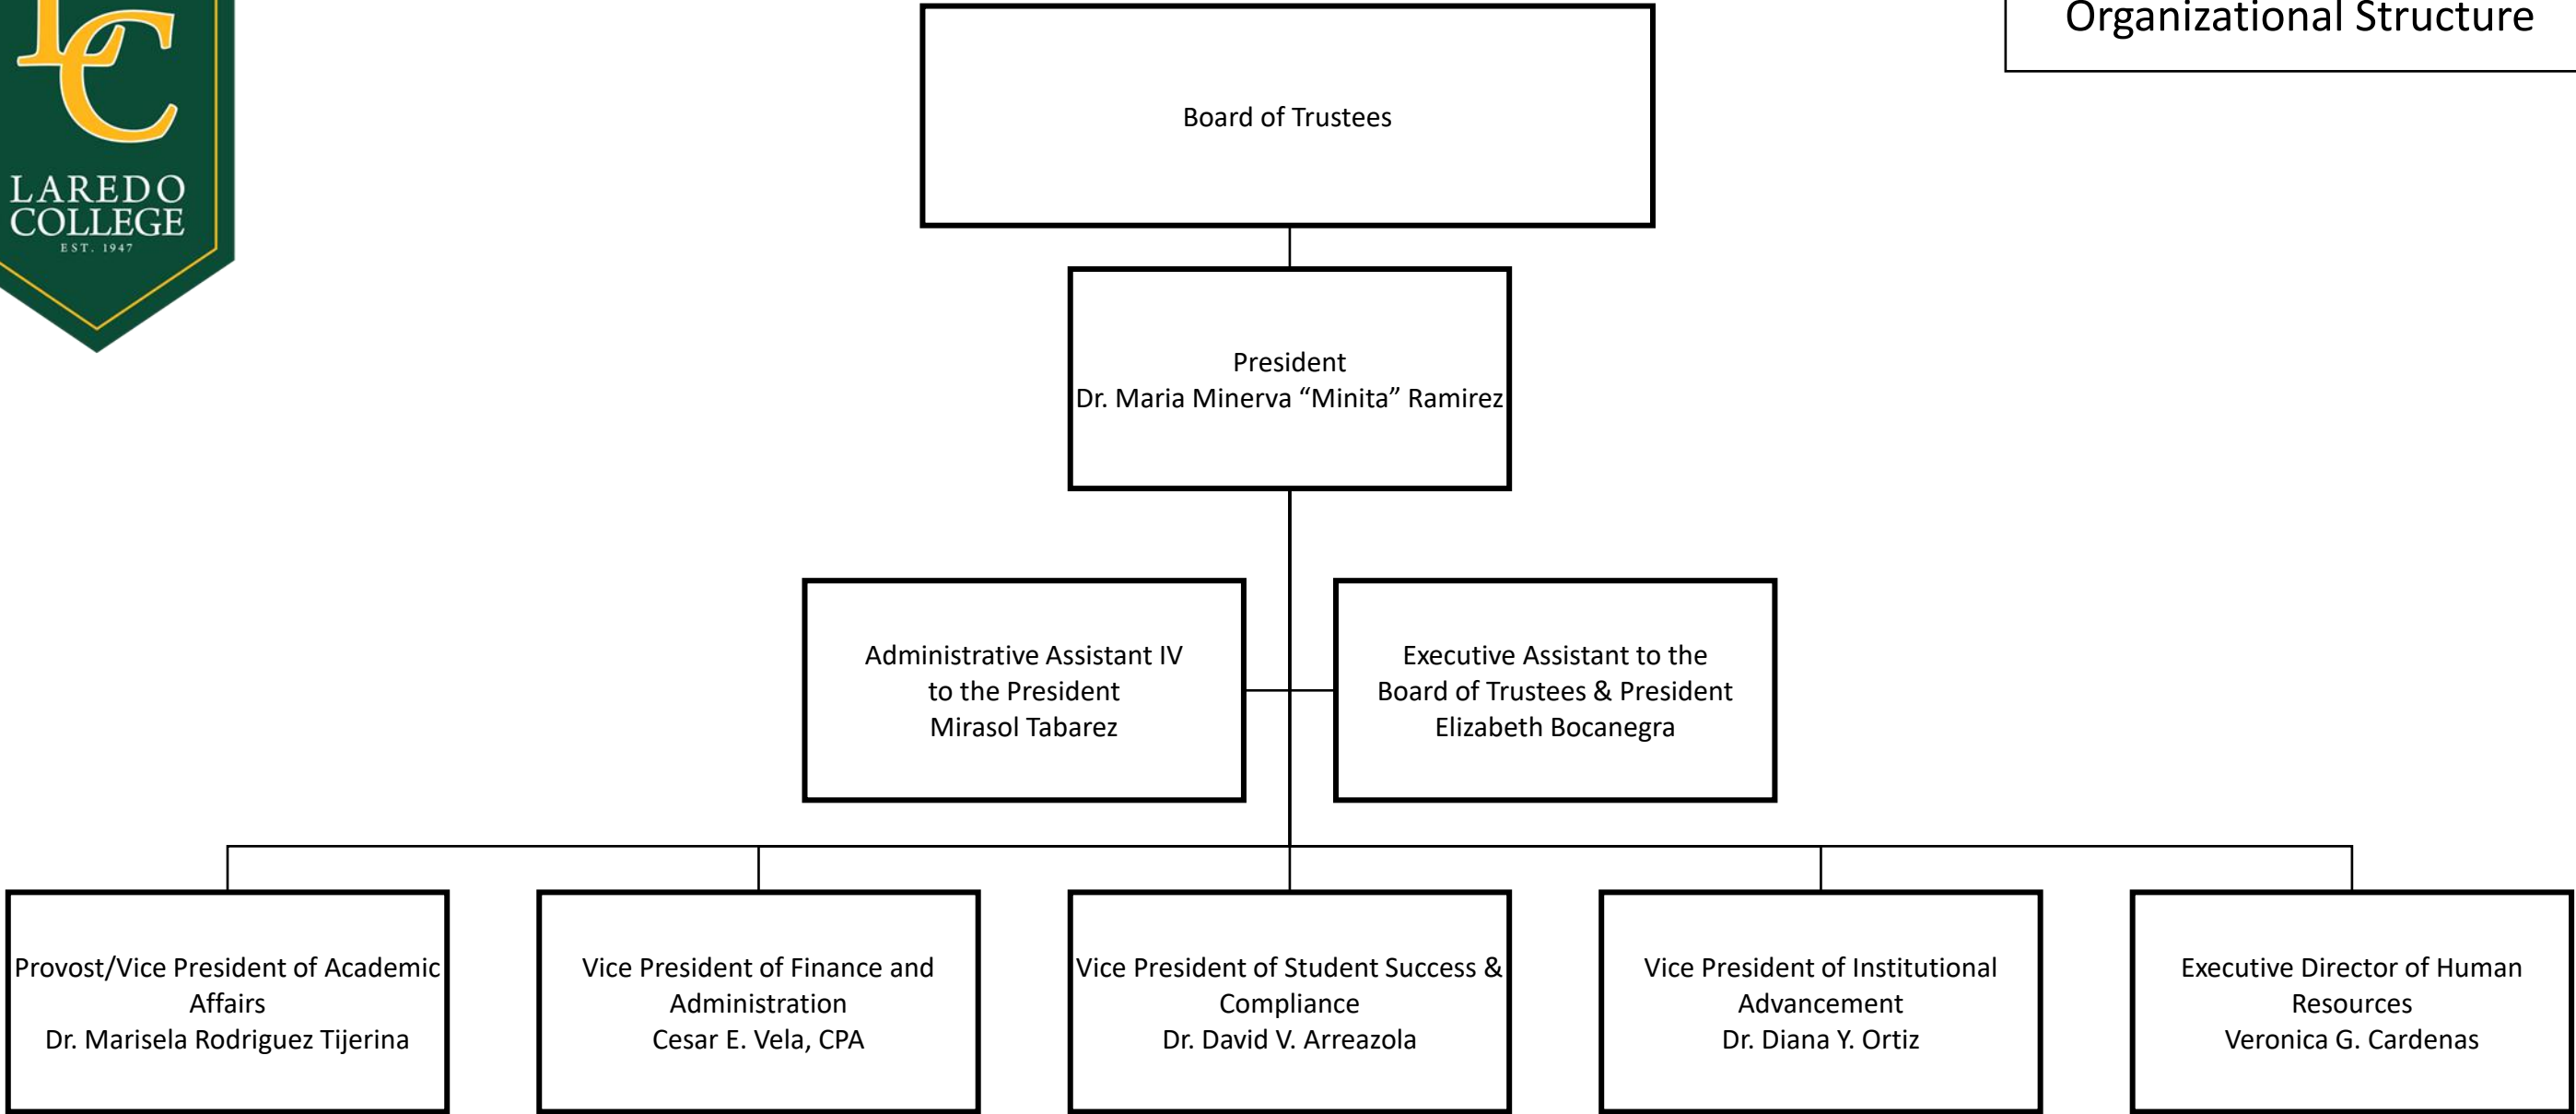 LC
LAREDO
COLLEGE
EST. 1947
Organizational Structure
Board of Trustees
President
Dr. Maria Minerva “Minita” Ramirez
Administrative Assistant IV
to the President
Mirasol Tabarez
Executive Assistant to the
Board of Trustees & President
Elizabeth Bocanegra
Provost/Vice President of Academic
Affairs
Dr. Marisela Rodriguez Tijerina
Vice President of Finance and
Administration
Cesar E. Vela, CPA
Vice President of Student Success &
Compliance
Dr. David V. Arreazola
Vice President of Institutional
Advancement
Dr. Diana Y. Ortiz
Executive Director of Human
Resources
Veronica G. Cardenas